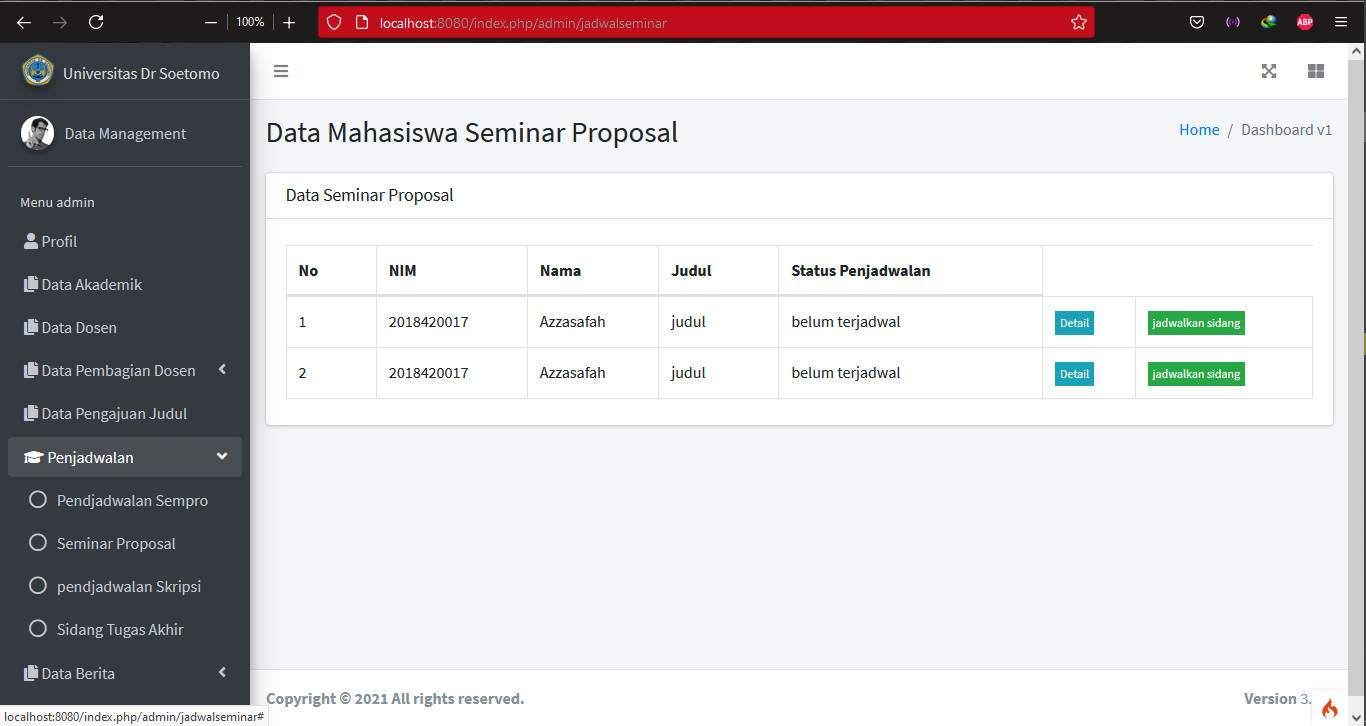 100%
localhost:8080/index.php/admin/jadwalseminar
ABP
Universitas Dr Soetomo
Data Management
Menu admin
Profil
Data Akademik
Data Dosen
Data Pembagian Dosen
Data Pengajuan Judul
Penjadwalan
Pendjadwalan Sempro
Seminar Proposal
pendjadwalan Skripsi
Sidang Tugas Akhir
Data Berita
localhost:8080/index.php/admin/jadwalseminar#
Data Mahasiswa Seminar Proposal
Home / Dashboard v1
Data Seminar Proposal
No NIM Nama Judul Status Penjadwalan
1 2018420017 Azzasafah judul belum terjadwal Detail jadwalkan sidang
2 2018420017 Azzasafah judul belum terjadwal Detail jadwalkan sidang
Copyright © 2021 All rights reserved.
Version 3.